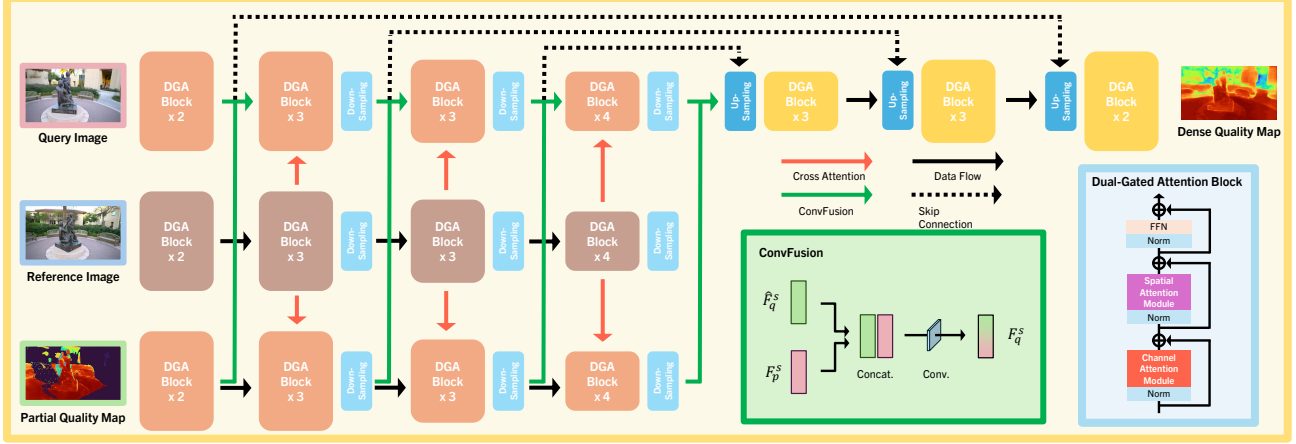 Query Image
DGA
Block
x 2
DGA
Block
x 3
Down-
Sampling
DGA
Block
x 3
Down-
Sampling
DGA
Block
x 4
Down-
Sampling
Up-
Sampling
DGA
Block
x 3
Up-
Sampling
DGA
Block
x 3
Up-
Sampling
DGA
Block
x 2
Dense Quality Map
Reference Image
DGA
Block
x 2
DGA
Block
x 3
Down-
Sampling
DGA
Block
x 3
Down-
Sampling
DGA
Block
x 4
Down-
Sampling
Partial Quality Map
DGA
Block
x 2
DGA
Block
x 3
Down-
Sampling
DGA
Block
x 3
Down-
Sampling
DGA
Block
x 4
Down-
Sampling
Cross Attention
Data Flow
ConvFusion
Skip
Connection
ConvFusion
F̂_q^s
F_p^s
Concat.
Conv.
F_q^s
Dual-Gated Attention Block
FFN
Norm
Spatial
Attention
Module
Norm
Channel
Attention
Module
Norm